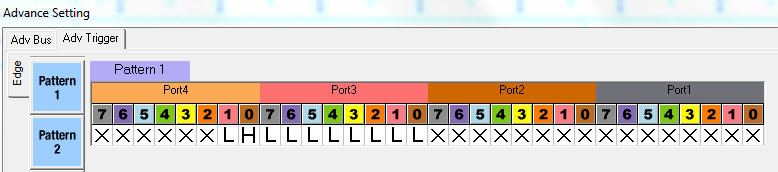 Advance Setting
Adv Bus Adv Trigger
Edge
Pattern 1
Pattern 1
Port4 Port3 Port2 Port1
7 6 5 4 3 2 1 0 7 6 5 4 3 2 1 0 7 6 5 4 3 2 1 0 7 6 5 4 3 2 1 0
X X X X X X L H L L L L L L L L X X X X X X X X X X X X X X X X
Pattern 2